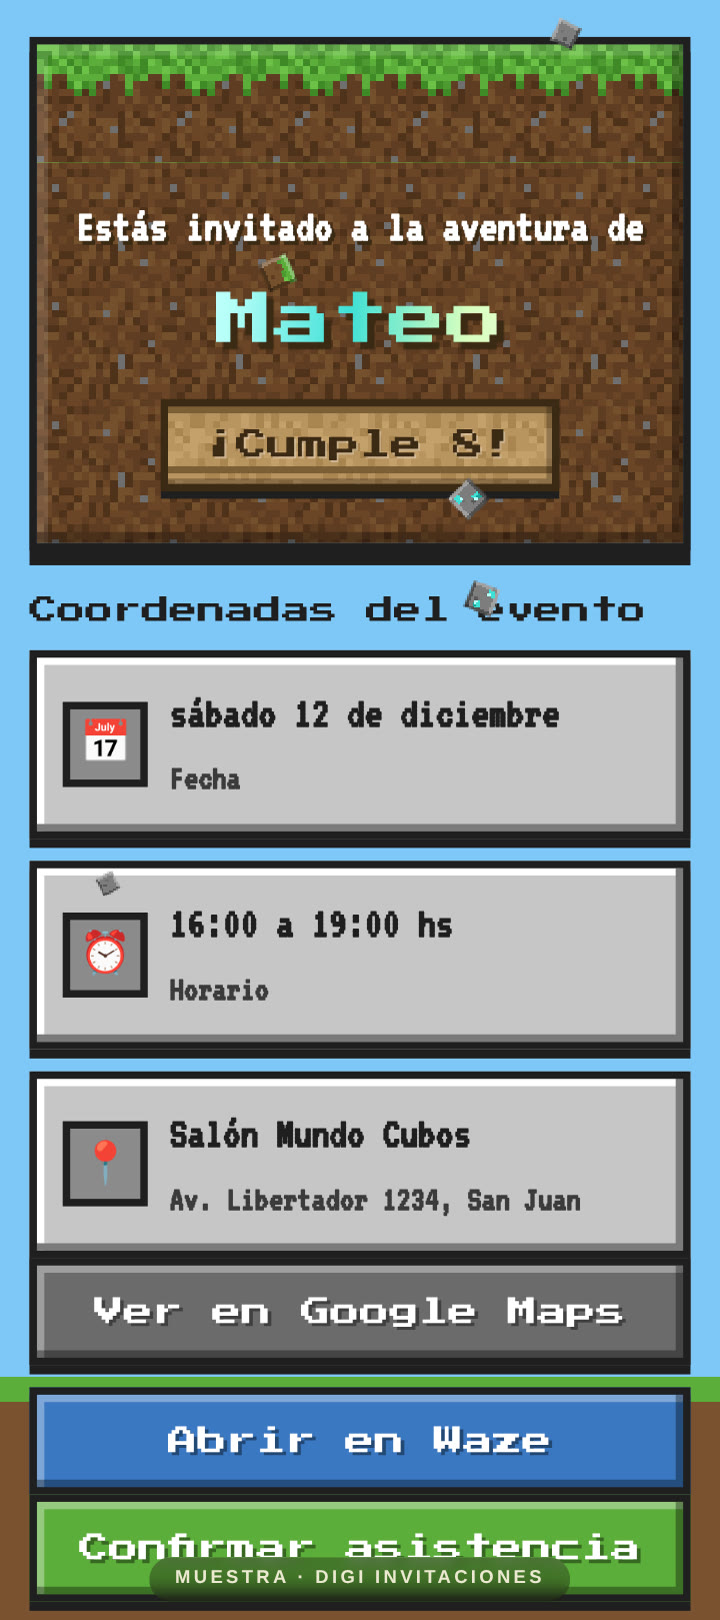 Estás invitado a la aventura de
Mateo
¡Cumple 8!
Coordenadas del evento
July
17
sábado 12 de diciembre
Fecha
16:00 a 19:00 hs
Horario
Salón Mundo Cubos
Av. Libertador 1234, San Juan
Ver en Google Maps
Abrir en Waze
Confirmar asistencia
MUESTRA · DIGI INVITACIONES